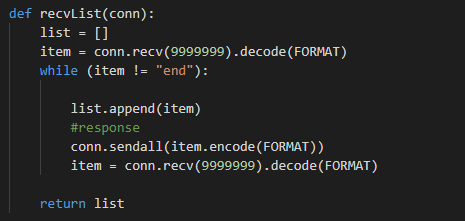 def recvList(conn):
    list = []
    item = conn.recv(9999999).decode(FORMAT)
    while (item != "end"):

        list.append(item)
        #response
        conn.sendall(item.encode(FORMAT))
        item = conn.recv(9999999).decode(FORMAT)

    return list